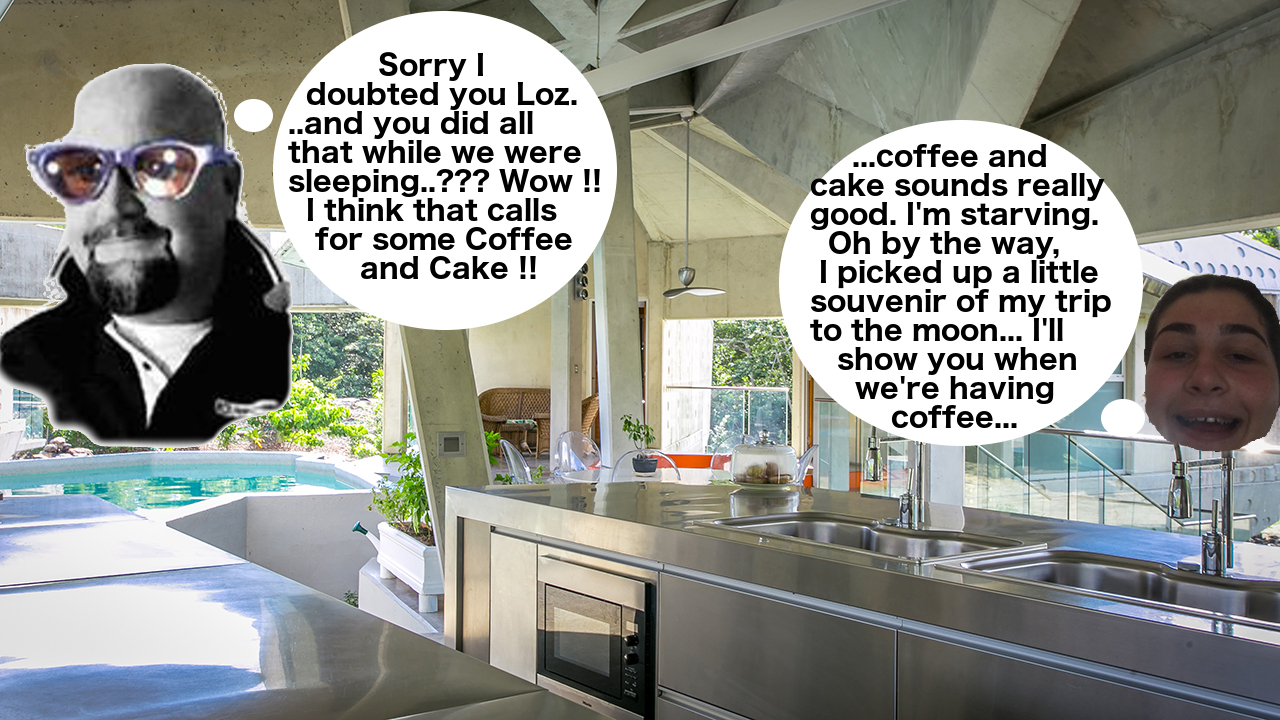 Sorry I
doubted you Loz.
..and you did all
that while we were
sleeping..??? Wow !!
I think that calls
for some Coffee
and Cake !!
...coffee and
cake sounds really
good. I'm starving.
Oh by the way,
I picked up a little
souvenir of my trip
to the moon... I'll
show you when
we're having
coffee...